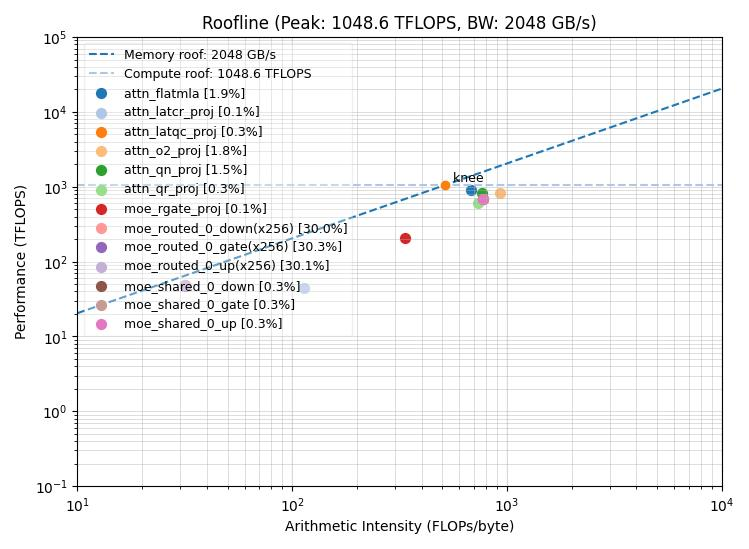 Roofline (Peak: 1048.6 TFLOPS, BW: 2048 GB/s)
Memory roof: 2048 GB/s
Compute roof: 1048.6 TFLOPS
attn_flatmla [1.9%]
attn_latcr_proj [0.1%]
attn_latqc_proj [0.3%]
attn_o2_proj [1.8%]
attn_qn_proj [1.5%]
attn_qr_proj [0.3%]
moe_rgate_proj [0.1%]
moe_routed_0_down(x256) [30.0%]
moe_routed_0_gate(x256) [30.3%]
moe_routed_0_up(x256) [30.1%]
moe_shared_0_down [0.3%]
moe_shared_0_gate [0.3%]
moe_shared_0_up [0.3%]
knee
Performance (TFLOPS)
10⁵
10⁴
10³
10²
10¹
10⁰
10⁻¹
10¹ 10² 10³ 10⁴
Arithmetic Intensity (FLOPs/byte)